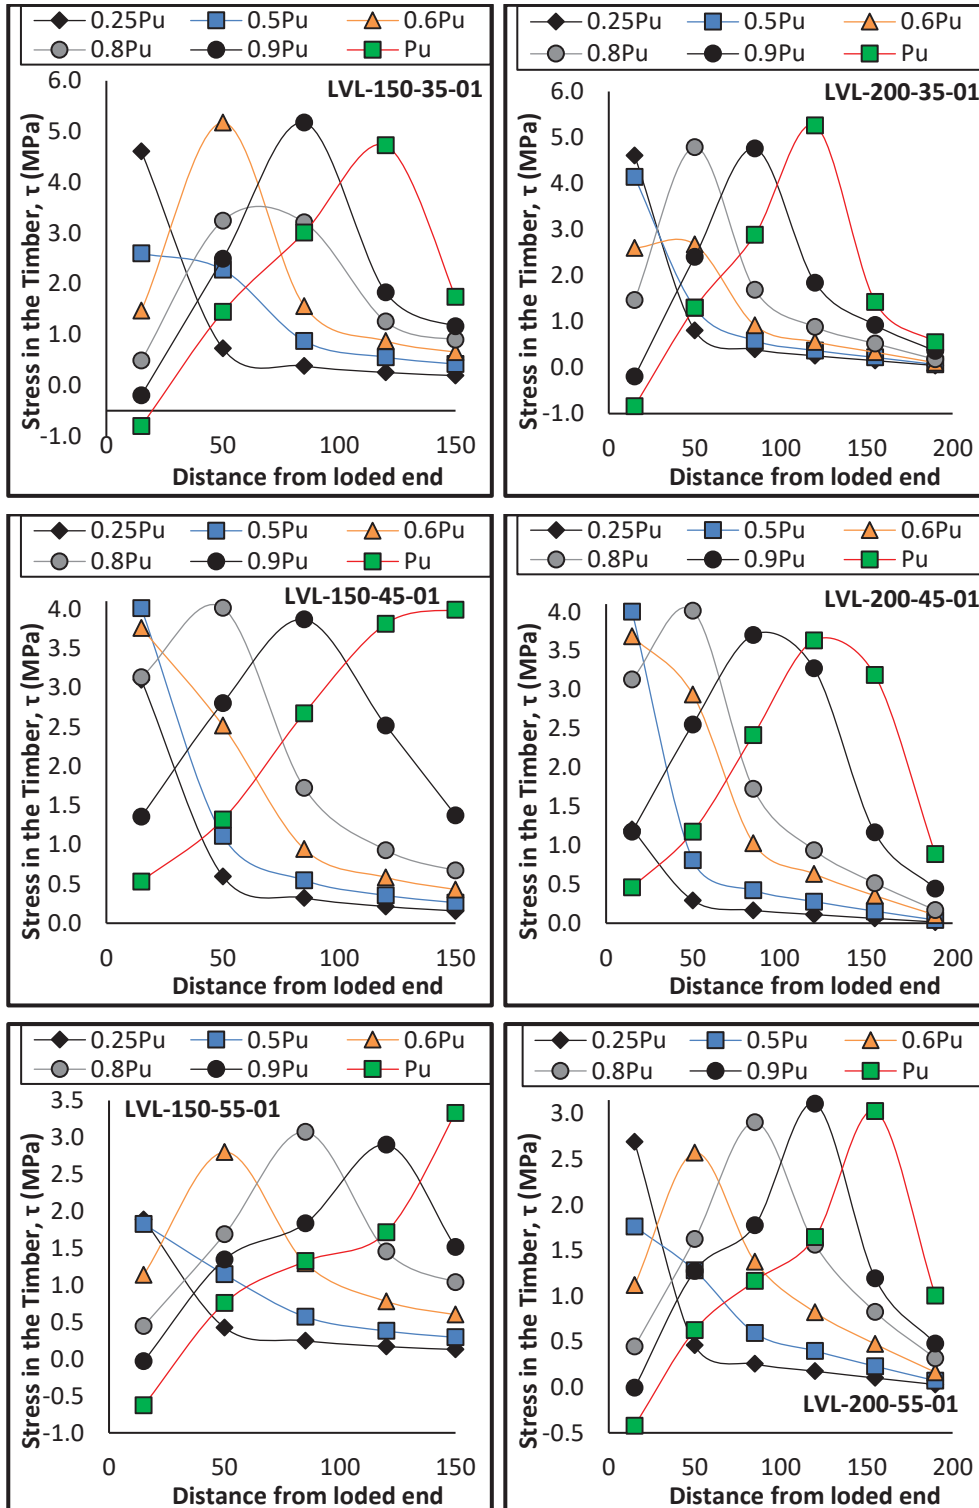 0.25Pu 0.5Pu 0.6Pu
0.8Pu 0.9Pu Pu
LVL-150-35-01
Stress in the Timber, τ (MPa)
6.0
5.0
4.0
3.0
2.0
1.0
0.0
-1.0
0 50 100 150
Distance from loded end
0.25Pu 0.5Pu 0.6Pu
0.8Pu 0.9Pu Pu
LVL-200-35-01
Stress in the Timber, τ (MPa)
6.0
5.0
4.0
3.0
2.0
1.0
0.0
-1.0
0 50 100 150 200
Distance from loded end
0.25Pu 0.5Pu 0.6Pu
0.8Pu 0.9Pu Pu
LVL-150-45-01
Stress in the Timber, τ (MPa)
4.0
3.5
3.0
2.5
2.0
1.5
1.0
0.5
0.0
0 50 100 150
Distance from loded end
0.25Pu 0.5Pu 0.6Pu
0.8Pu 0.9Pu Pu
LVL-200-45-01
Stress in the Timber, τ (MPa)
4.0
3.5
3.0
2.5
2.0
1.5
1.0
0.5
0.0
0 50 100 150 200
Distance from loded end
0.25Pu 0.5Pu 0.6Pu
0.8Pu 0.9Pu Pu
LVL-150-55-01
Stress in the Timber, τ (MPa)
3.5
3.0
2.5
2.0
1.5
1.0
0.5
0.0
-0.5
-1.0
0 50 100 150
Distance from loded end
0.25Pu 0.5Pu 0.6Pu
0.8Pu 0.9Pu Pu
Stress in the Timber, τ (MPa)
3.0
2.5
2.0
1.5
1.0
0.5
0.0
-0.5
LVL-200-55-01
0 50 100 150 200
Distance from loded end